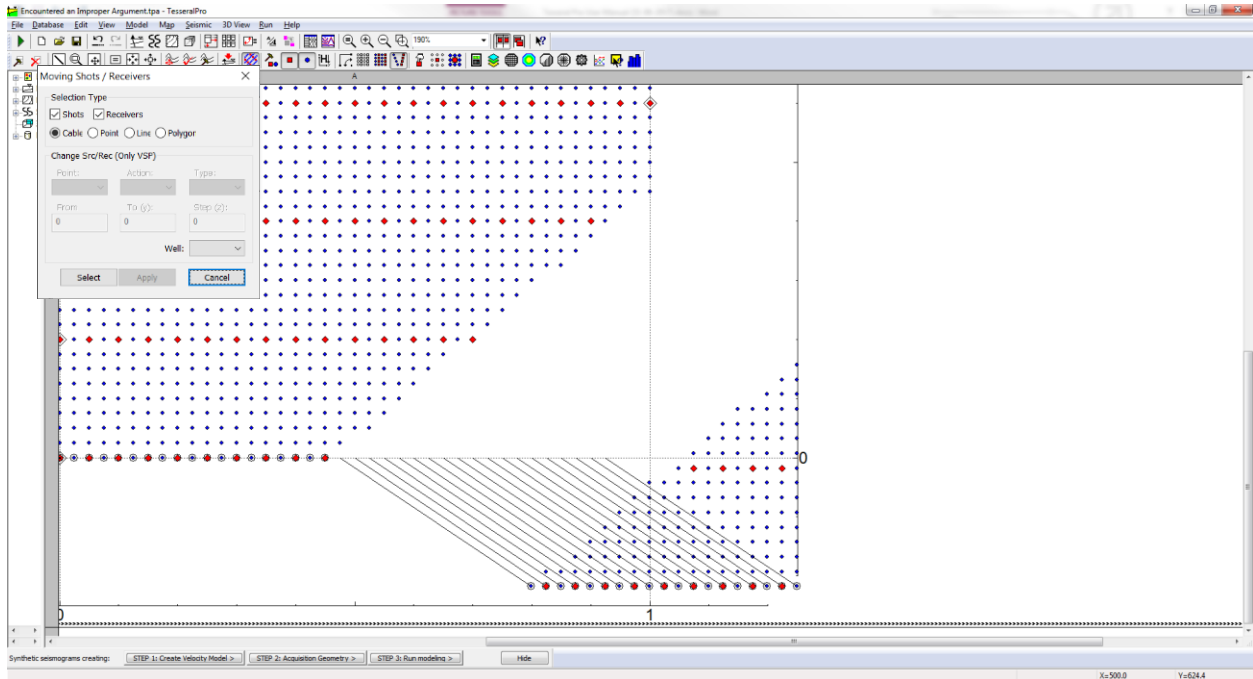 Encountered an Improper Argument.tpa - TesseralPro
File Database Edit View Model Map Seismic 3D View Run Help
190%
Moving Shots / Receivers
A
Selection Type
Shots Receivers
Cable Point Line Polygor
Change Src/Rec (Only VSP)
Point: Action: Type:
From To (y): Step (z):
0 0 0
Well:
Select Apply Cancel
0
0 1
Synthetic seismograms creating: STEP 1: Create Velocity Model > STEP 2: Acquisition Geometry > STEP 3: Run modeling > Hide
X=500.0 Y=624.4